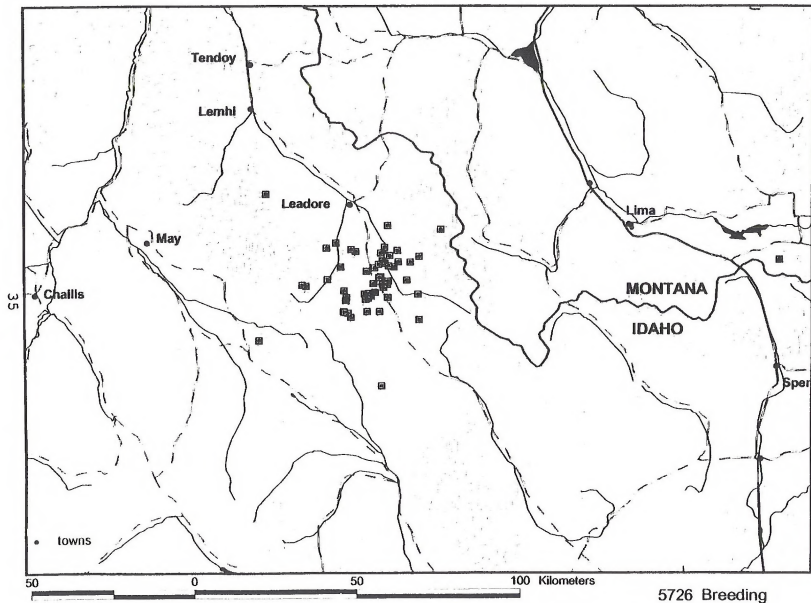 Tendoy
Lemhi
Leadore
May
Lima
Challis
MONTANA
IDAHO
35
towns
50 0 50 100 Kilometers
5726 Breeding